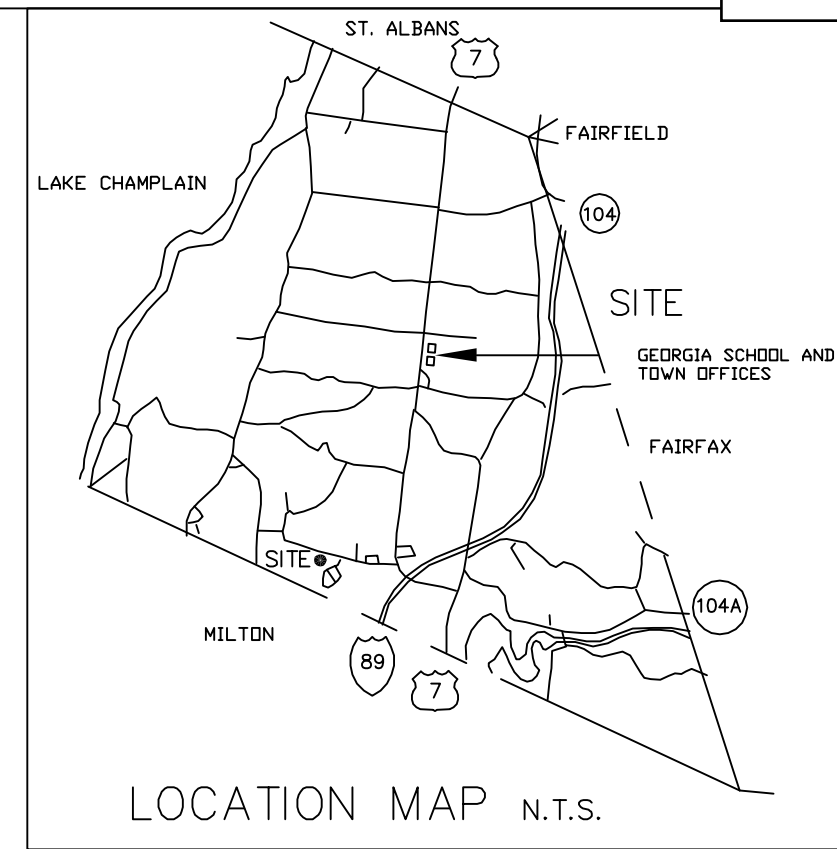 ST. ALBANS
7
FAIRFIELD
LAKE CHAMPLAIN
104
SITE
GEORGIA SCHOOL AND
TOWN OFFICES
FAIRFAX
SITE
104A
MILTON
89
7
LOCATION MAP N.T.S.